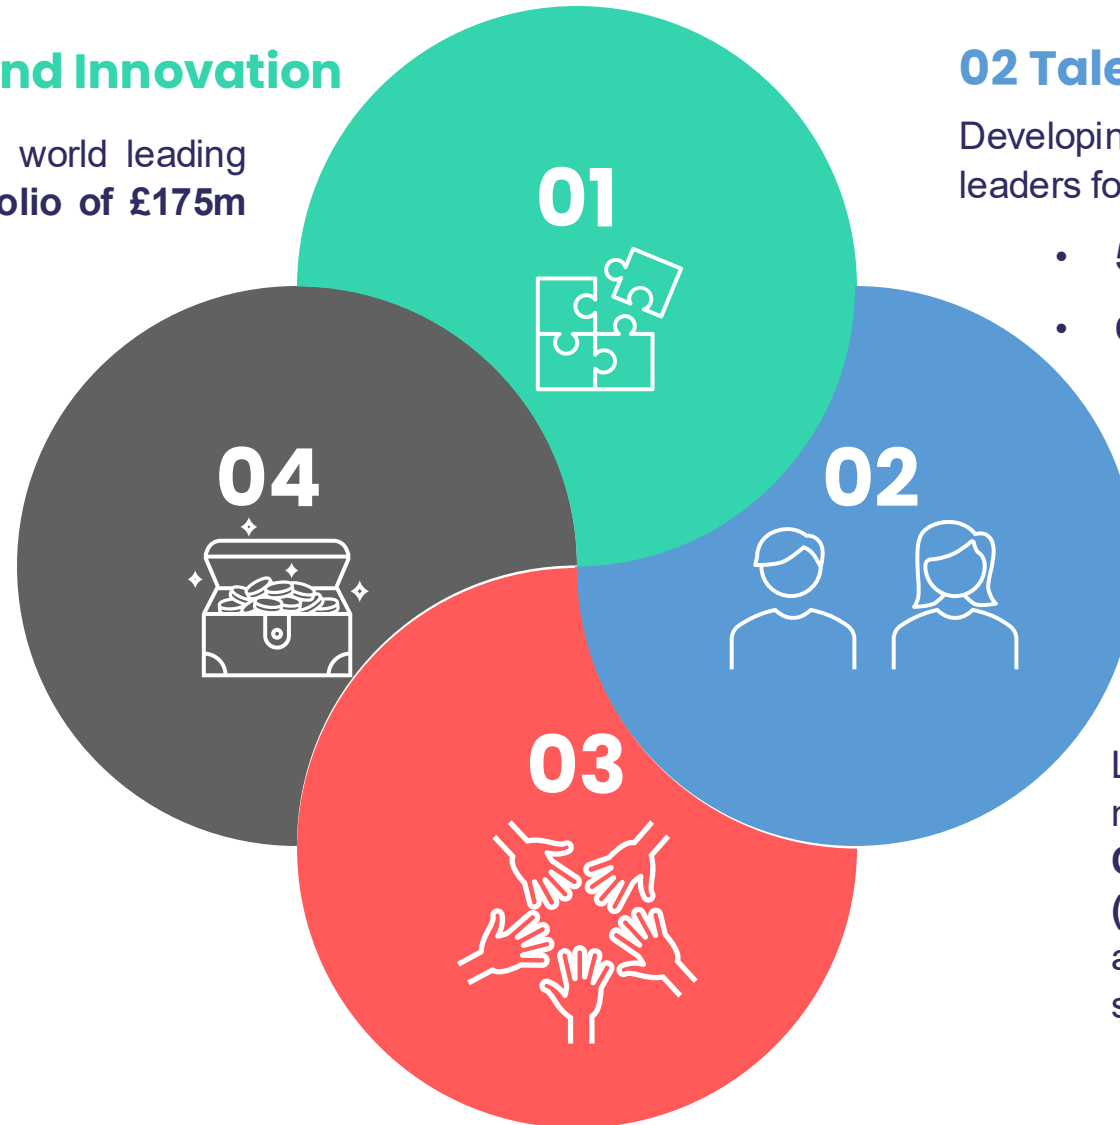 nd Innovation
world leading
olio of £175m
01
02 Tale
Developin
leaders fo
•
•
04
02
03